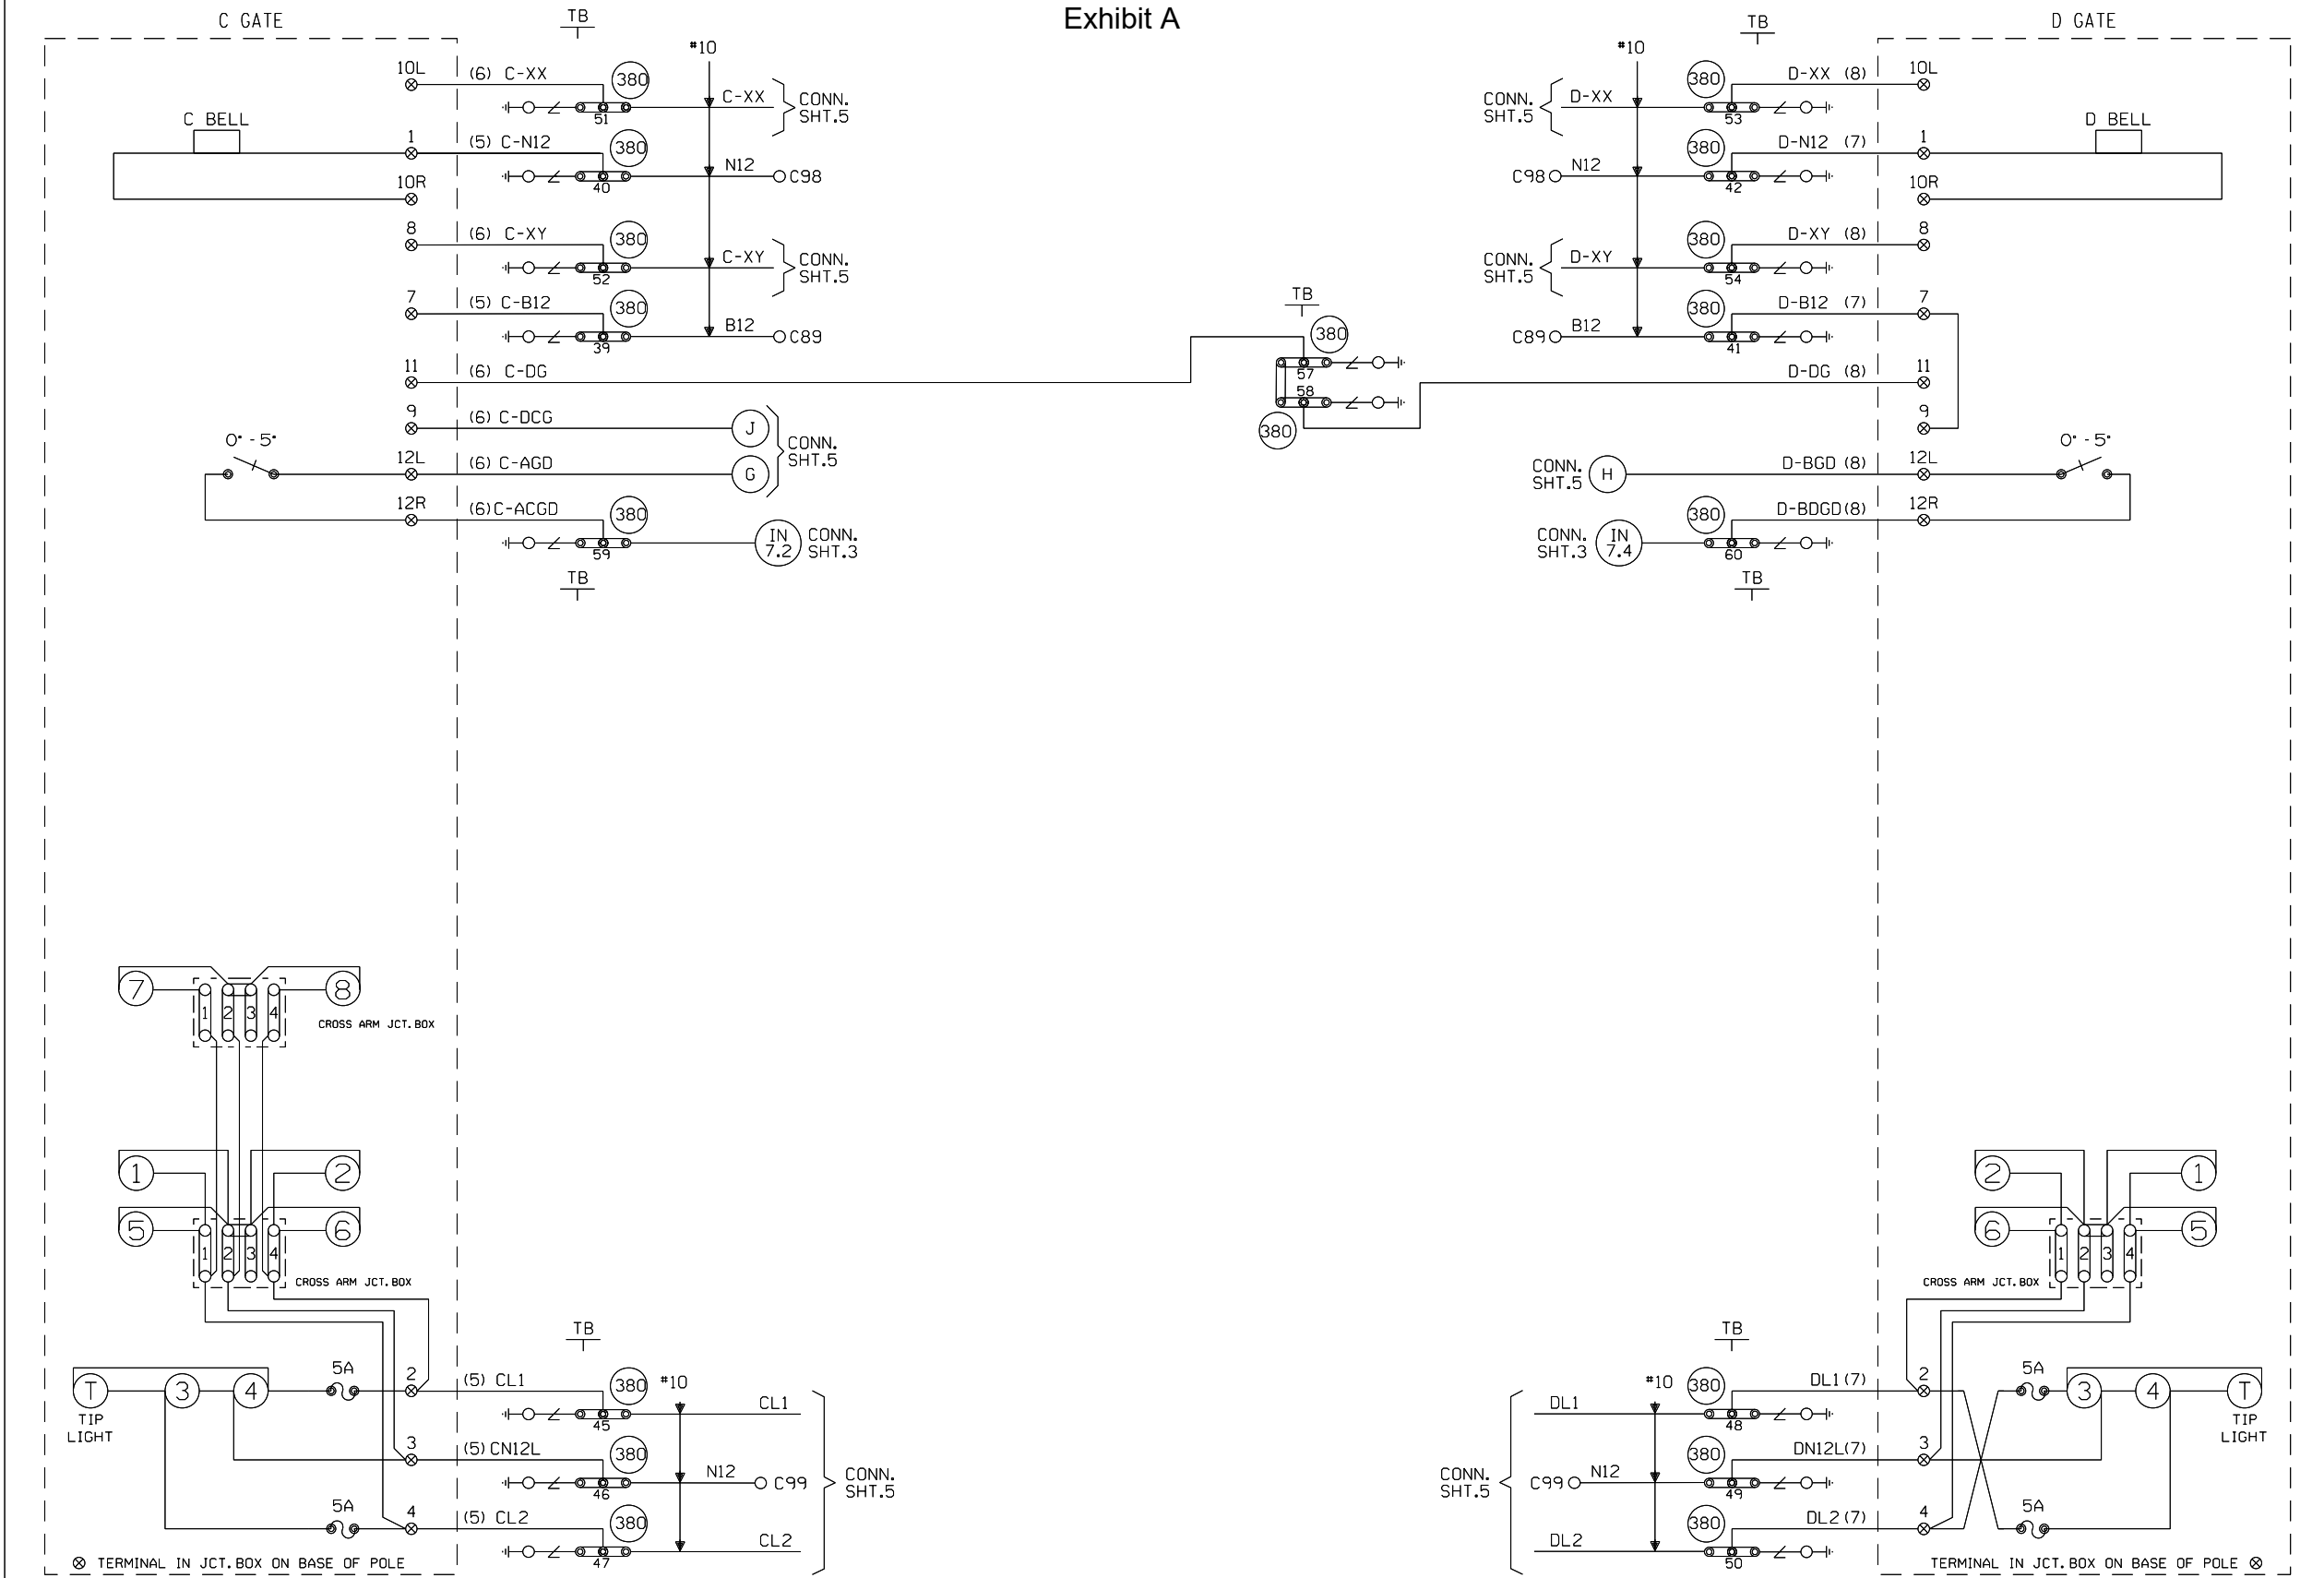 Exhibit A
C GATE
TB
#10
10L
(6) C-XX
380
C-XX
CONN.
SHT.5
51
C BELL
1
(5) C-N12
380
N12
C98
40
10R
8
(6) C-XY
380
C-XY
CONN.
SHT.5
52
7
(5) C-B12
380
B12
C89
39
11
(6) C-DG
9
(6) C-DCG
J
CONN.
SHT.5
0° - 5°
12L
(6) C-AGD
G
12R
(6) C-ACGD
380
IN
7.2
CONN.
SHT.3
59
TB
TB
380
57
58
380
D GATE
TB
#10
380
D-XX (8)
10L
CONN.
SHT.5
D-XX
53
D BELL
380
D-N12 (7)
1
C98
N12
42
10R
380
D-XY (8)
8
CONN.
SHT.5
D-XY
54
380
D-B12 (7)
7
C89
B12
41
D-DG (8)
11
9
0° - 5°
CONN.
SHT.5
H
D-BGD (8)
12L
380
D-BDGD (8)
12R
CONN.
SHT.3
IN
7.4
60
TB
7
8
1
2
3
4
CROSS ARM JCT.BOX
1
2
5
6
1
2
3
4
CROSS ARM JCT.BOX
TB
T
TIP
LIGHT
3
4
5A
2
(5) CL1
380
#10
CL1
45
3
(5) CN12L
380
N12
C99
CONN.
SHT.5
46
5A
4
(5) CL2
380
CL2
47
⊗ TERMINAL IN JCT.BOX ON BASE OF POLE
2
1
6
5
1
2
3
4
CROSS ARM JCT.BOX
TB
#10
380
DL1 (7)
2
5A
3
4
T
TIP
LIGHT
DL1
48
380
DN12L (7)
3
CONN.
SHT.5
C99
N12
49
380
DL2 (7)
4
5A
DL2
50
TERMINAL IN JCT.BOX ON BASE OF POLE ⊗